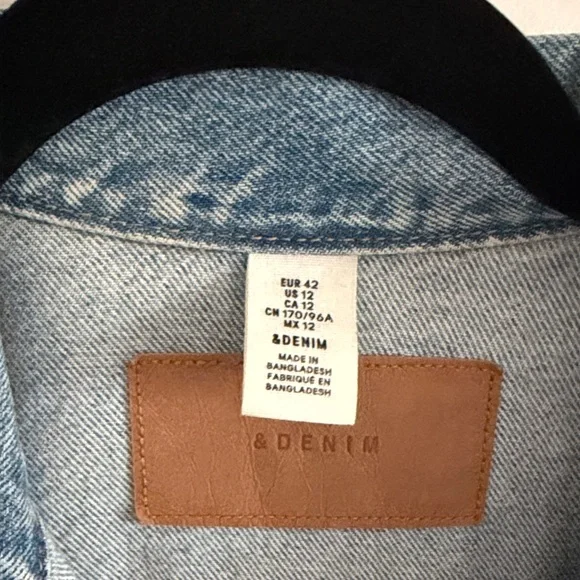 EUR 42
US 12
CA 12
CN 170/96A
MX 12
&DENIM
MADE IN
BANGLADESH
FABRIQUÉ EN
BANGLADESH
& DENIM